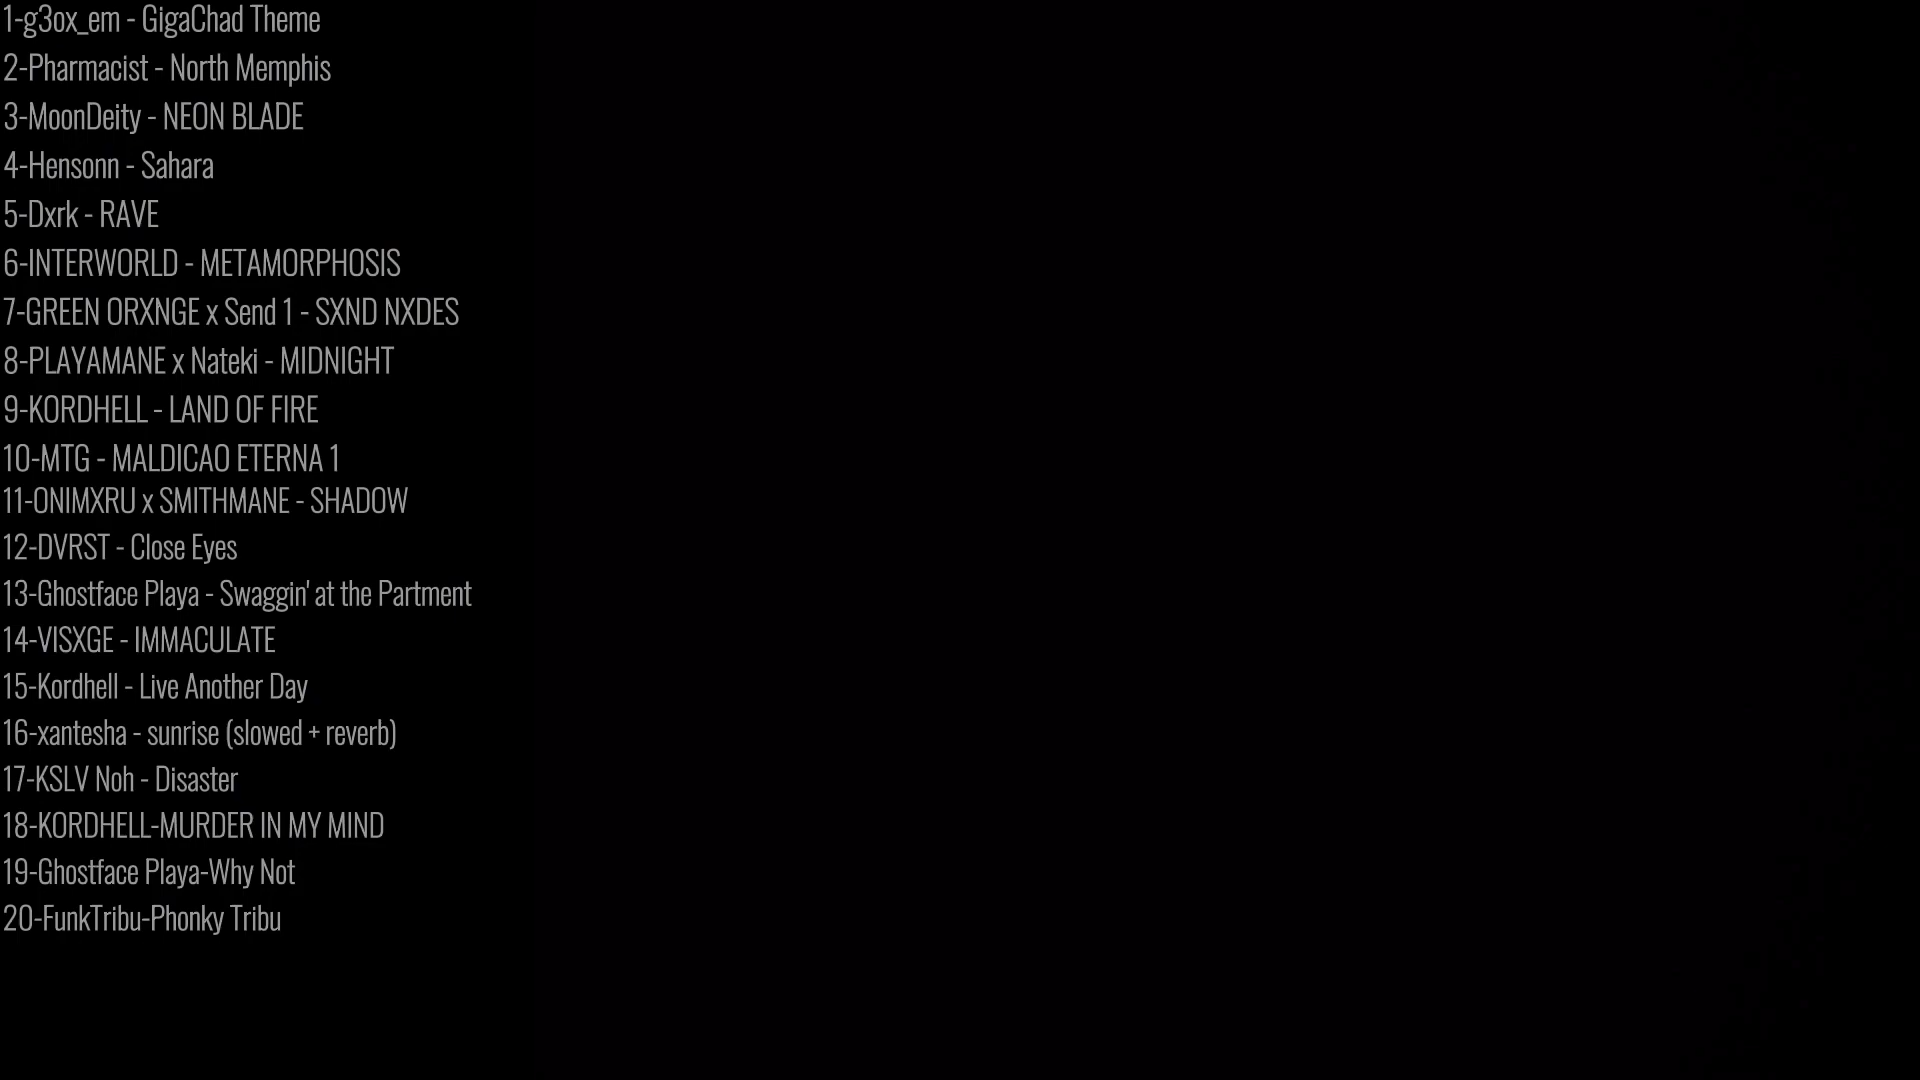 1-g3ox_em - GigaChad Theme
2-Pharmacist - North Memphis
3-MoonDeity - NEON BLADE
4-Hensonn - Sahara
5-Dxrk - RAVE
6-INTERWORLD - METAMORPHOSIS
7-GREEN ORXNGE x Send 1 - SXND NXDES
8-PLAYAMANE x Nateki - MIDNIGHT
9-KORDHELL - LAND OF FIRE
10-MTG - MALDICAO ETERNA 1
11-ONIMXRU x SMITHMANE - SHADOW
12-DVRST - Close Eyes
13-Ghostface Playa - Swaggin' at the Partment
14-VISXGE - IMMACULATE
15-Kordhell - Live Another Day
16-xantesha - sunrise (slowed + reverb)
17-KSLV Noh - Disaster
18-KORDHELL-MURDER IN MY MIND
19-Ghostface Playa-Why Not
20-FunkTribu-Phonky Tribu